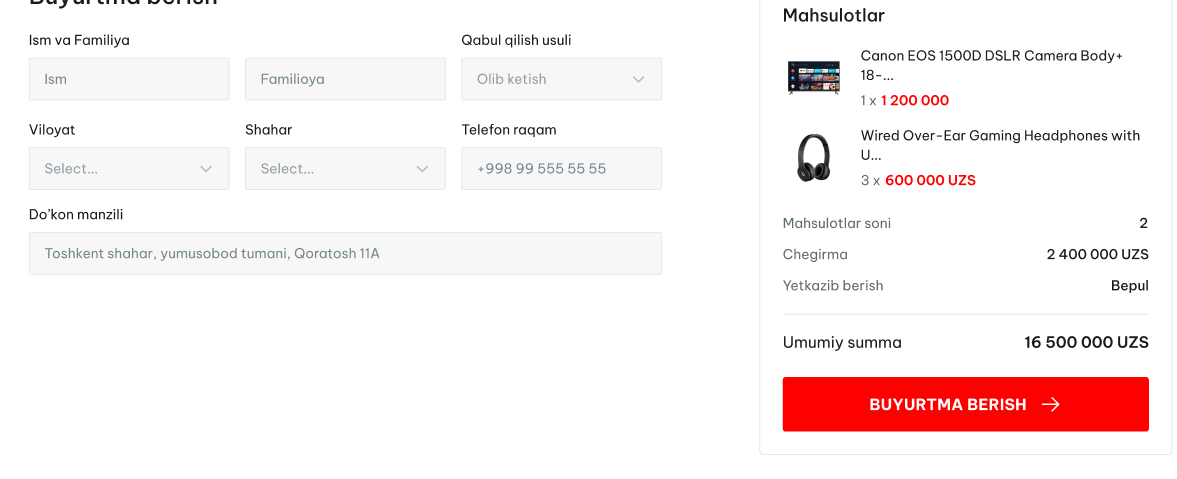 Buyurtma berish
Ism va Familiya
Qabul qilish usuli
Ism
Familioya
Olib ketish
Viloyat
Shahar
Telefon raqam
Select...
Select...
+998 99 555 55 55
Do’kon manzili
Toshkent shahar, yumusobod tumani, Qoratosh 11A
Mahsulotlar
Canon EOS 1500D DSLR Camera Body+
18-...
1 x 1 200 000
Wired Over-Ear Gaming Headphones with
U...
3 x 600 000 UZS
Mahsulotlar soni 2
Chegirma 2 400 000 UZS
Yetkazib berish Bepul
Umumiy summa 16 500 000 UZS
BUYURTMA BERISH →